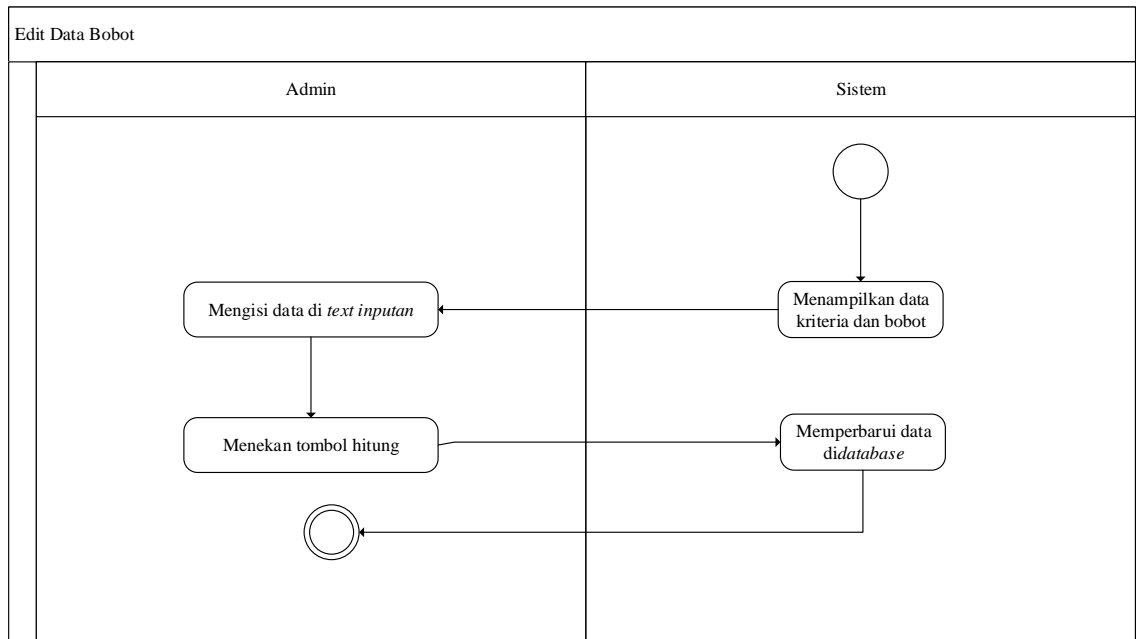 Edit Data Bobot
Admin
Sistem
Mengisi data di text inputan
Menampilkan data
kriteria dan bobot
Menekan tombol hitung
Memperbarui data
didatabase